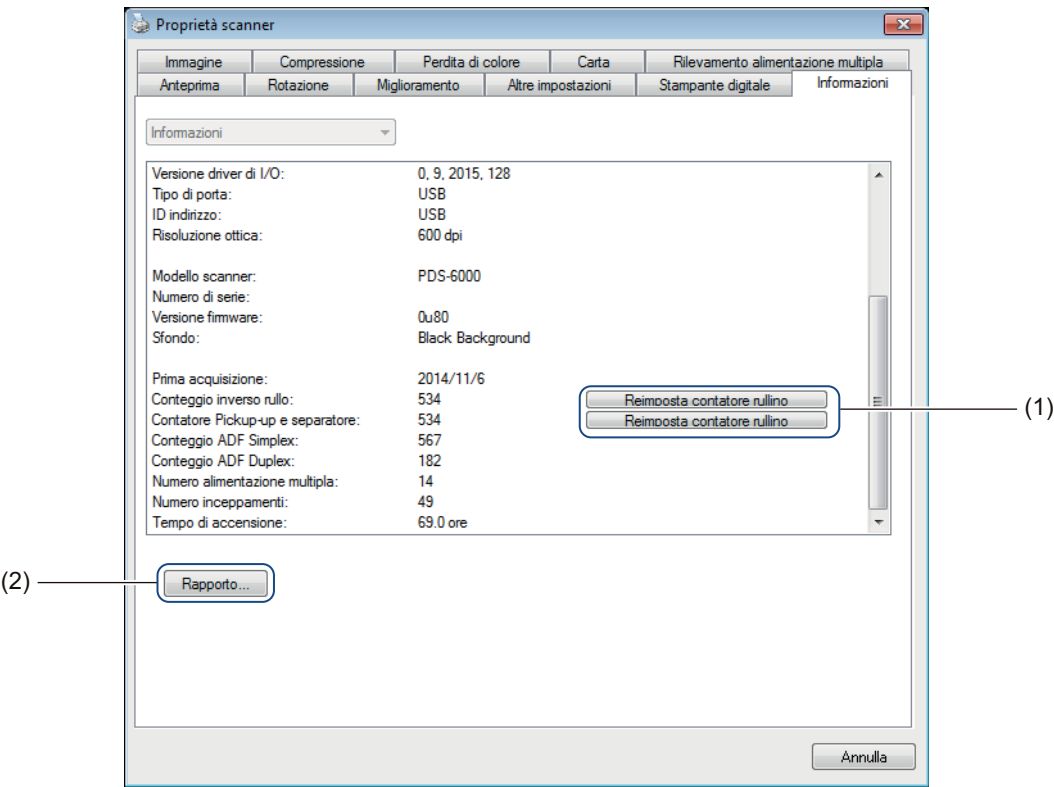 Proprietà scanner
Immagine Compressione Perdita di colore Carta Rilevamento alimentazione multipla
Anteprima Rotazione Miglioramento Altre impostazioni Stampante digitale Informazioni
Informazioni
Versione driver di I/O: 0, 9, 2015, 128
Tipo di porta: USB
ID indirizzo: USB
Risoluzione ottica: 600 dpi
Modello scanner: PDS-6000
Numero di serie:
Versione firmware: 0u80
Sfondo: Black Background
Prima acquisizione: 2014/11/6
Conteggio inverso rullo: 534 Reimposta contatore rullino
(1)
Contatore Pickup-up e separatore: 534 Reimposta contatore rullino
Conteggio ADF Simplex: 567
Conteggio ADF Duplex: 182
Numero alimentazione multipla: 14
Numero inceppamenti: 49
Tempo di accensione: 69.0 ore
(2) Rapporto...
Annulla